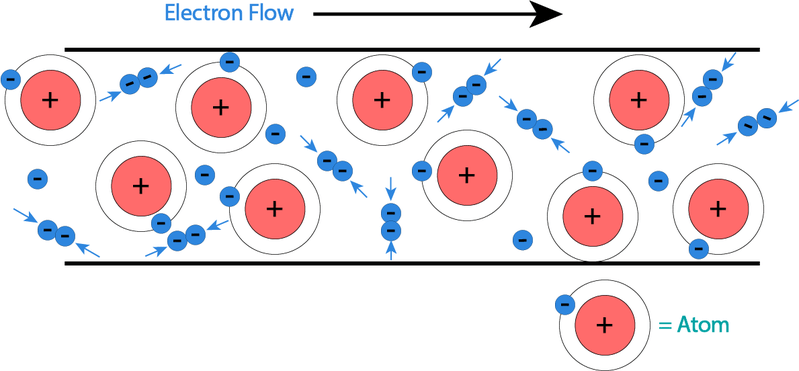 Electron Flow
= Atom